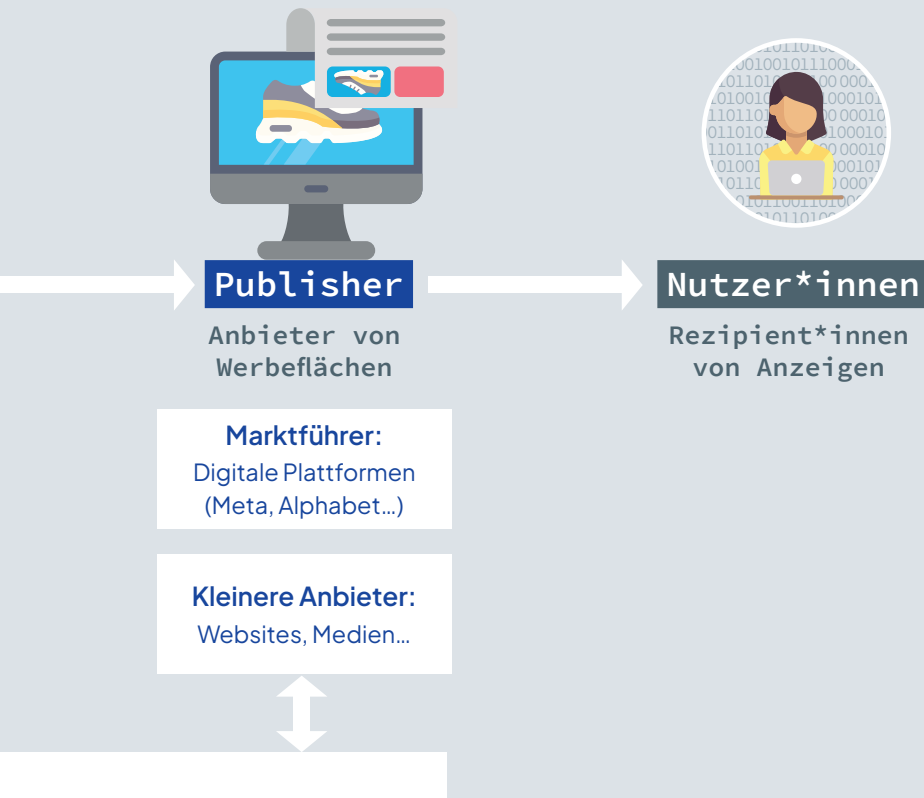 Publisher
Anbieter von
Werbeflächen
Marktführer:
Digitale Plattformen
(Meta, Alphabet…)
Kleinere Anbieter:
Websites, Medien…
Nutzer*innen
Rezipient*innen
von Anzeigen